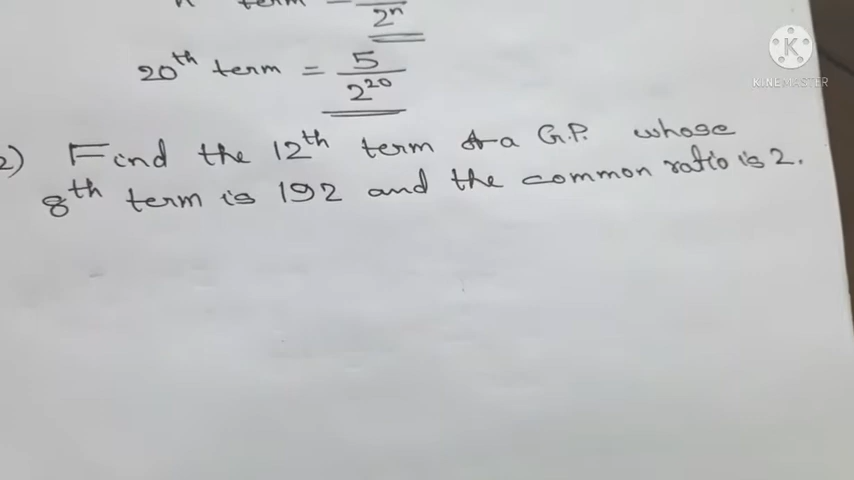 term = 2ⁿ
20th term = 5/2²⁰
2) Find the 12th term of a G.P. whose
8th term is 192 and the common ratio is 2.
KINEMASTER